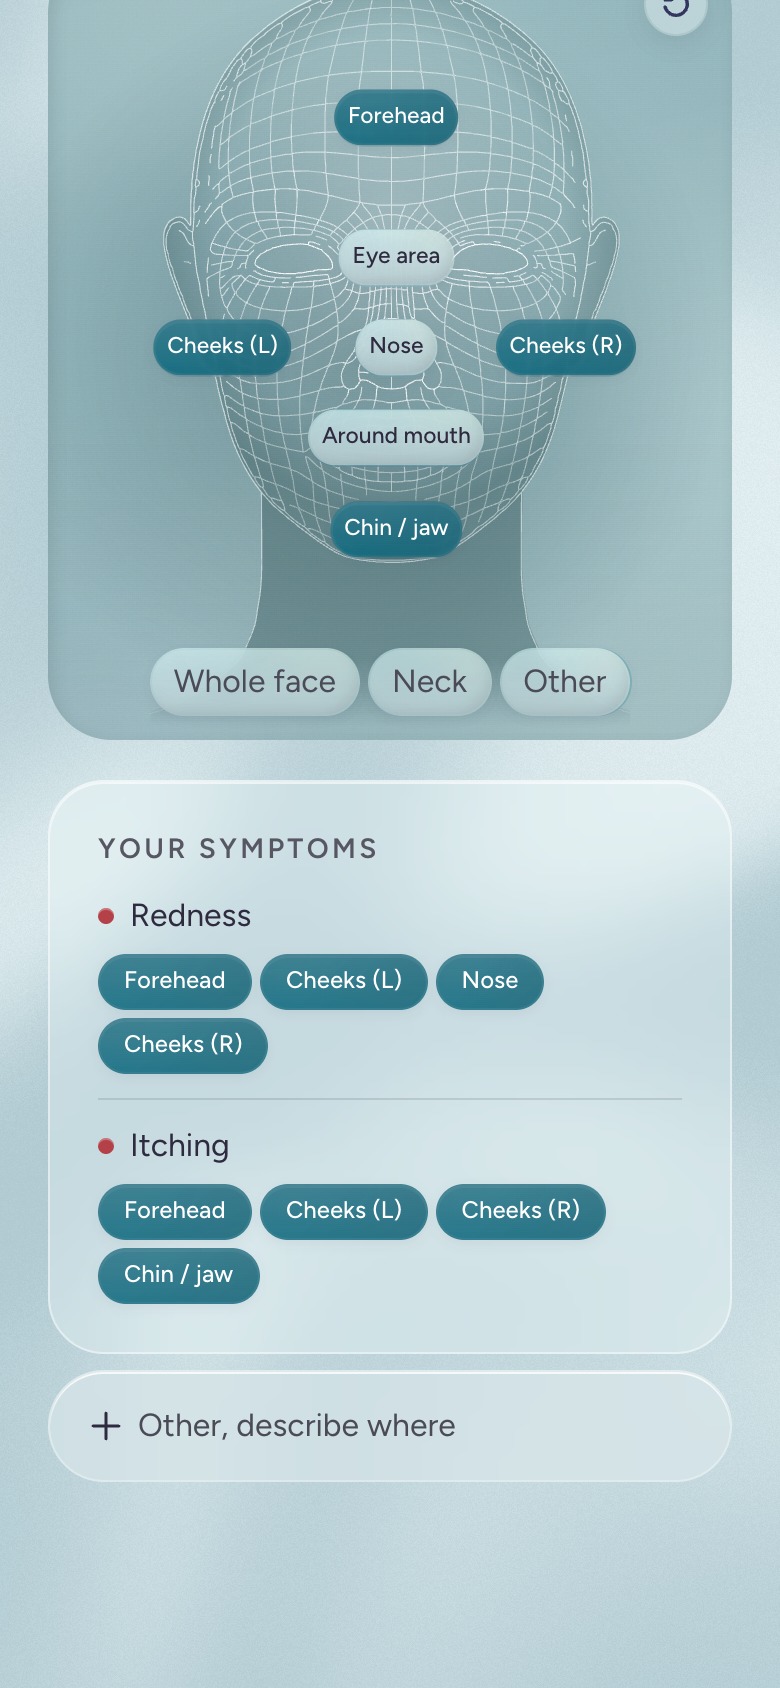 Forehead
Eye area
Cheeks (L)
Nose
Cheeks (R)
Around mouth
Chin / jaw
Whole face
Neck
Other
YOUR SYMPTOMS
Redness
Forehead
Cheeks (L)
Nose
Cheeks (R)
Itching
Forehead
Cheeks (L)
Cheeks (R)
Chin / jaw
Other, describe where